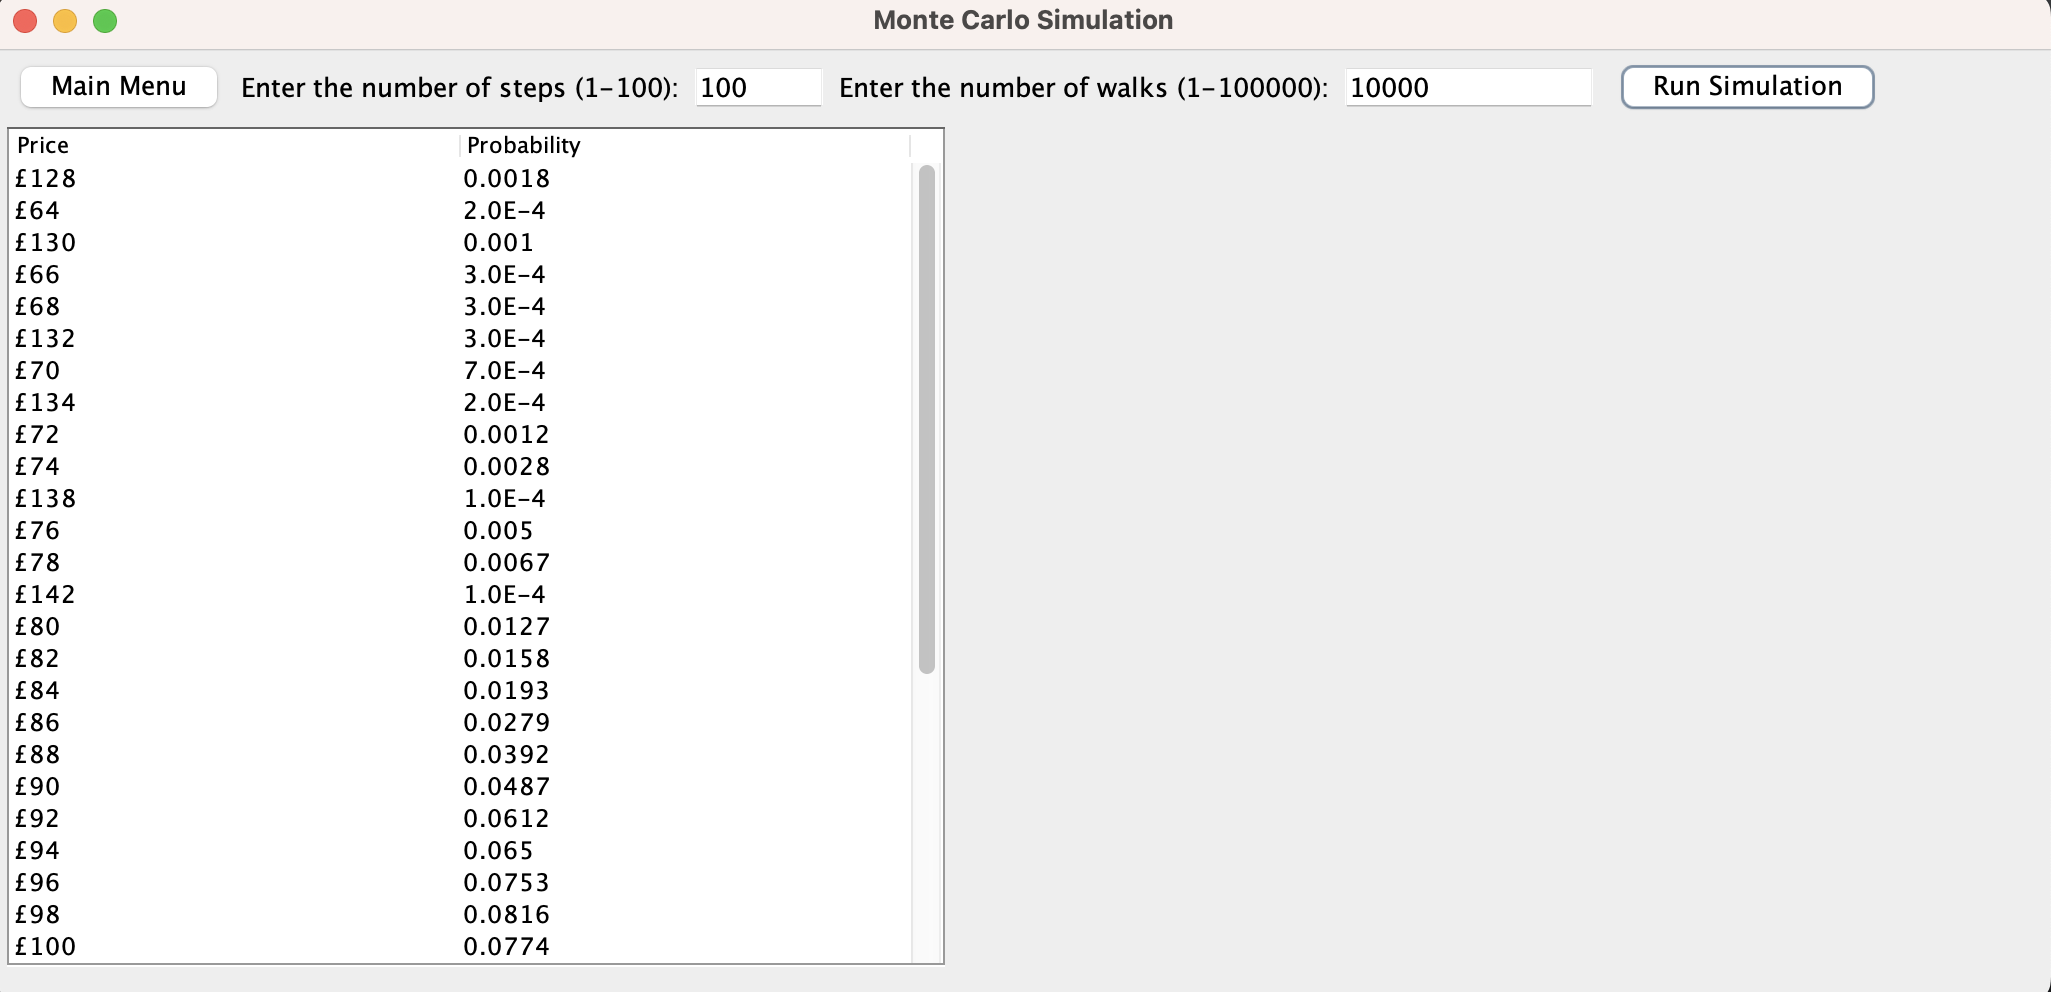 Monte Carlo Simulation
Main Menu Enter the number of steps (1-100): 100 Enter the number of walks (1-100000): 10000 Run Simulation
Price Probability
£128 0.0018
£64 2.0E-4
£130 0.001
£66 3.0E-4
£68 3.0E-4
£132 3.0E-4
£70 7.0E-4
£134 2.0E-4
£72 0.0012
£74 0.0028
£138 1.0E-4
£76 0.005
£78 0.0067
£142 1.0E-4
£80 0.0127
£82 0.0158
£84 0.0193
£86 0.0279
£88 0.0392
£90 0.0487
£92 0.0612
£94 0.065
£96 0.0753
£98 0.0816
£100 0.0774